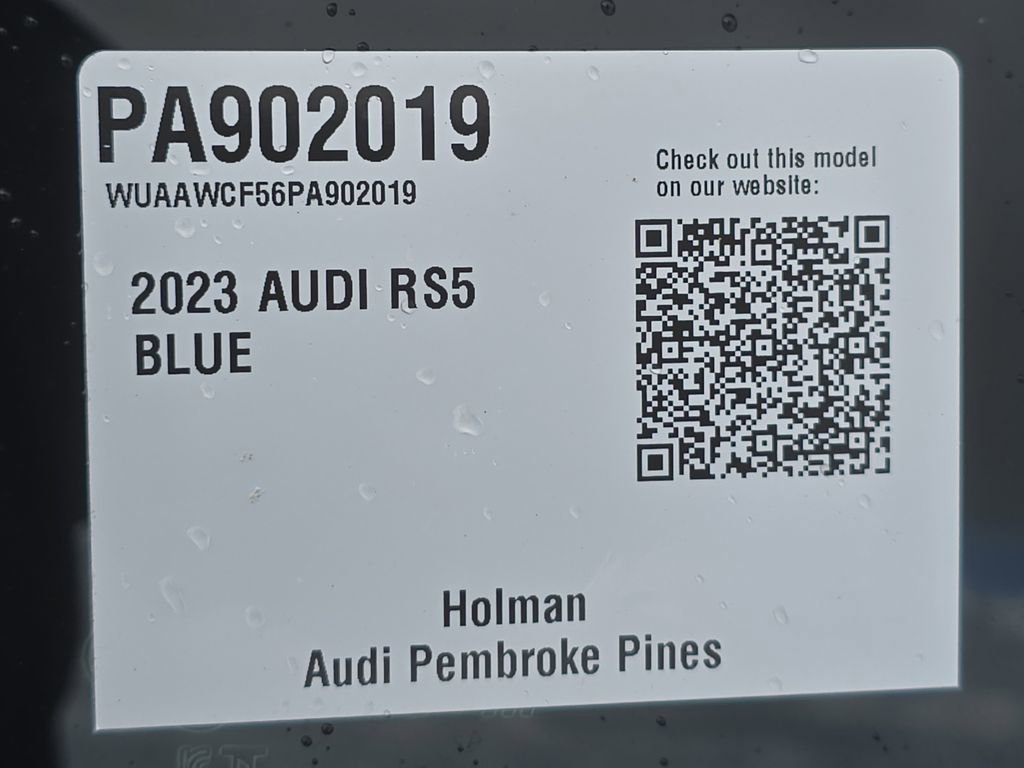 PA902019
WUAAWCF56PA902019
Check out this model
on our website:
2023 AUDI RS5
BLUE
Holman
Audi Pembroke Pines